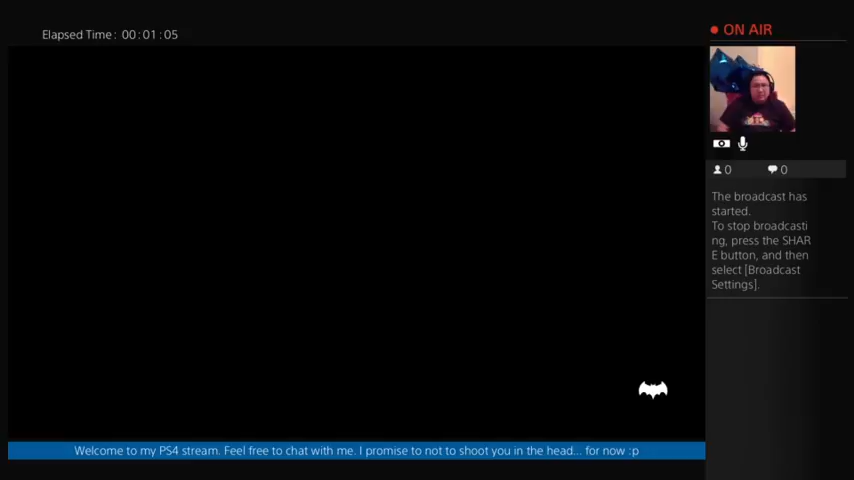 Elapsed Time: 00:01:05
ON AIR
0 0
The broadcast has
started.
To stop broadcasti
ng, press the SHAR
E button, and then
select [Broadcast
Settings].
Welcome to my PS4 stream. Feel free to chat with me. I promise to not to shoot you in the head... for now :p